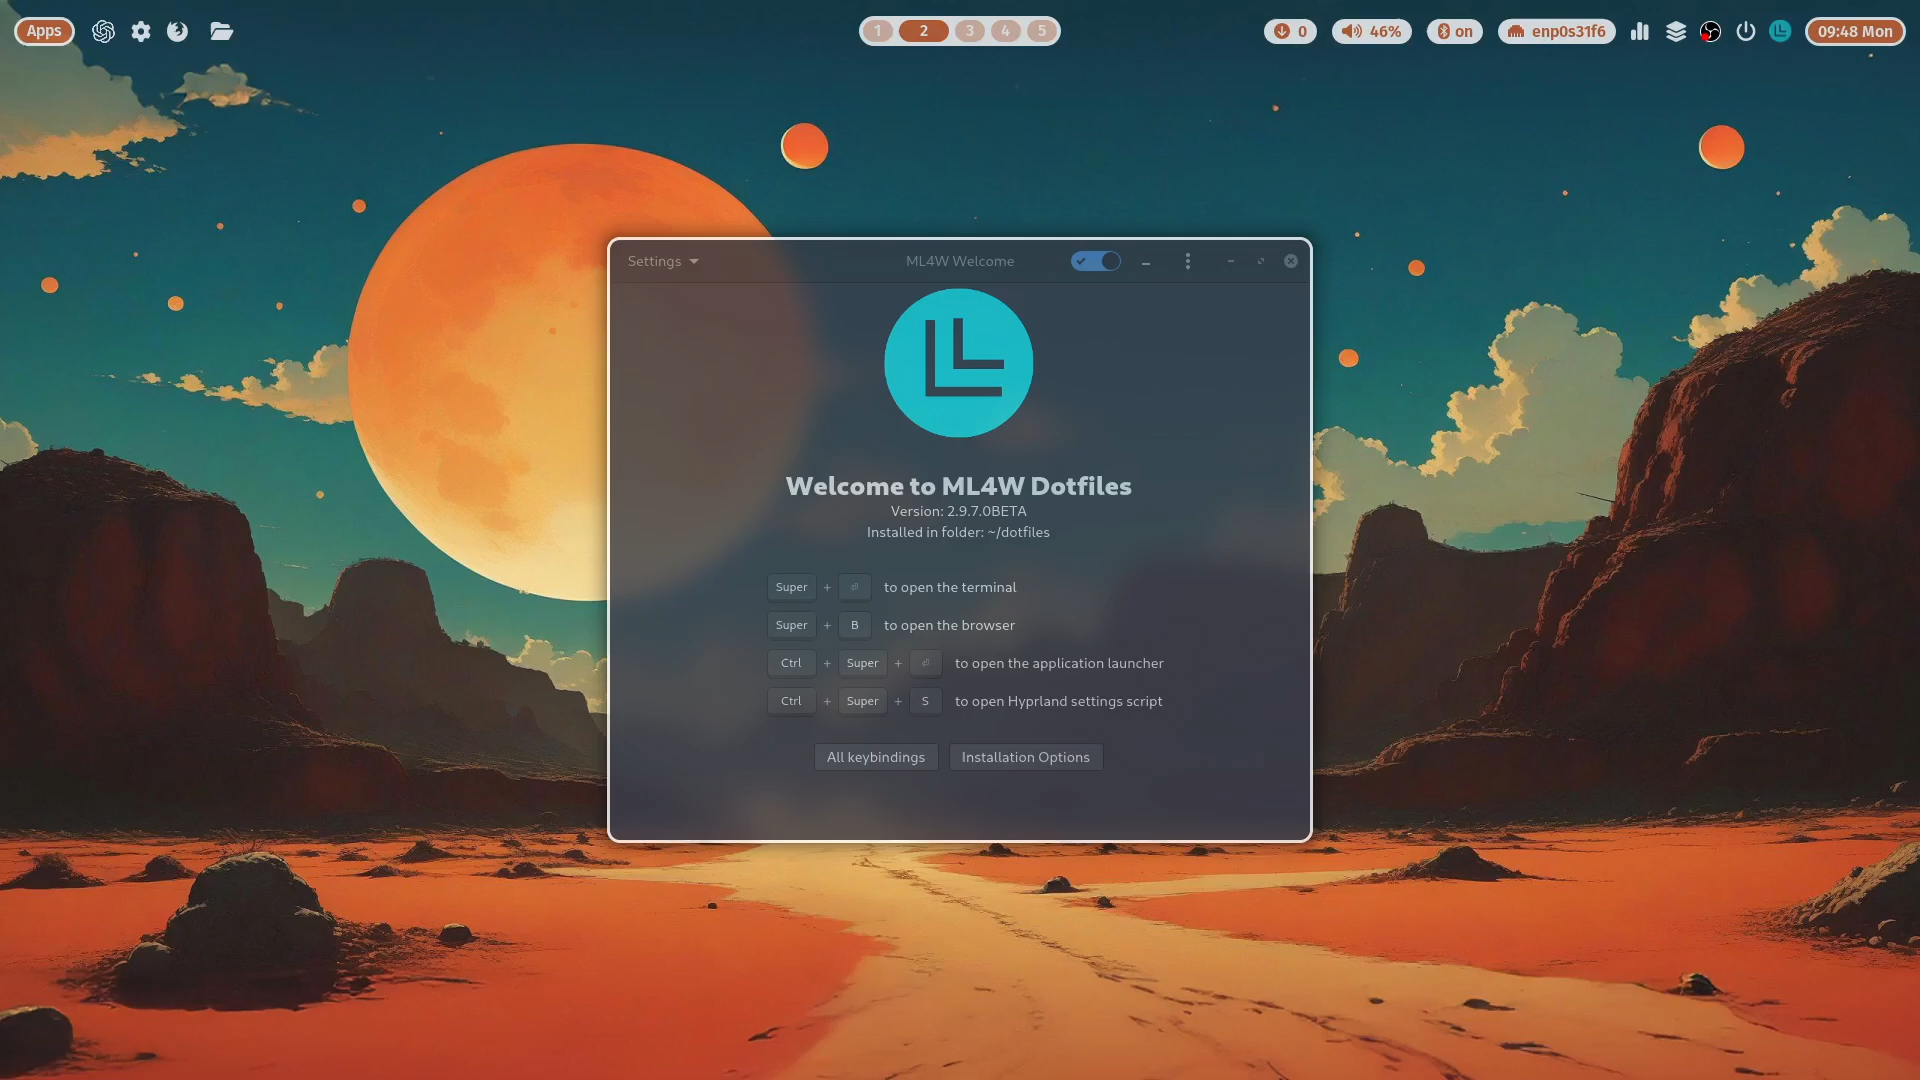 Apps
1 2 3 4 5
0
46%
on
enp0s31f6
09:48 Mon
Settings
ML4W Welcome
Welcome to ML4W Dotfiles
Version: 2.9.7.0BETA
Installed in folder: ~/dotfiles
Super + ⏎ to open the terminal
Super + B to open the browser
Ctrl + Super + ⏎ to open the application launcher
Ctrl + Super + S to open Hyprland settings script
All keybindings
Installation Options